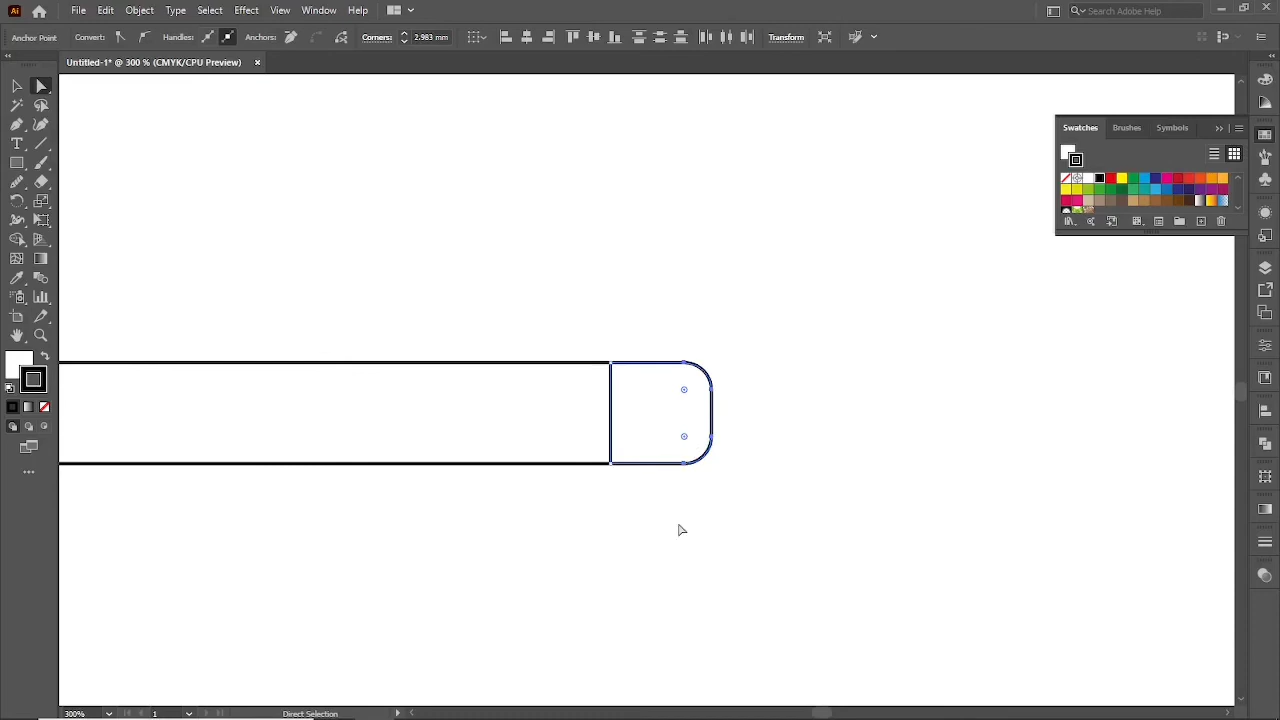 Ai File Edit Object Type Select Effect View Window Help Search Adobe Help
Anchor Point Convert: Handles: Anchors: Corners: 2.983 mm Transform
Untitled-1* @ 300 % (CMYK/CPU Preview) ×
Swatches Brushes Symbols
300% 1 Direct Selection